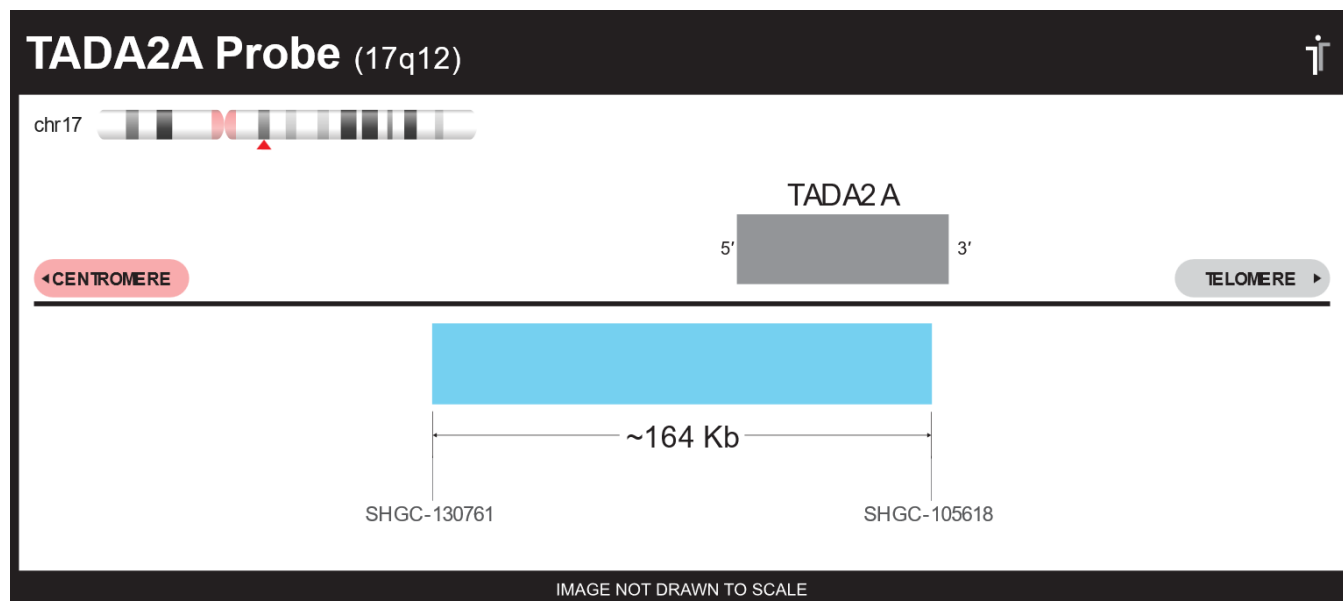 TADA2A Probe (17q12)
chr17
TADA2 A
5′ 3′
CENTROMERE TELOMERE
~164 Kb
SHGC-130761 SHGC-105618
IMAGE NOT DRAWN TO SCALE